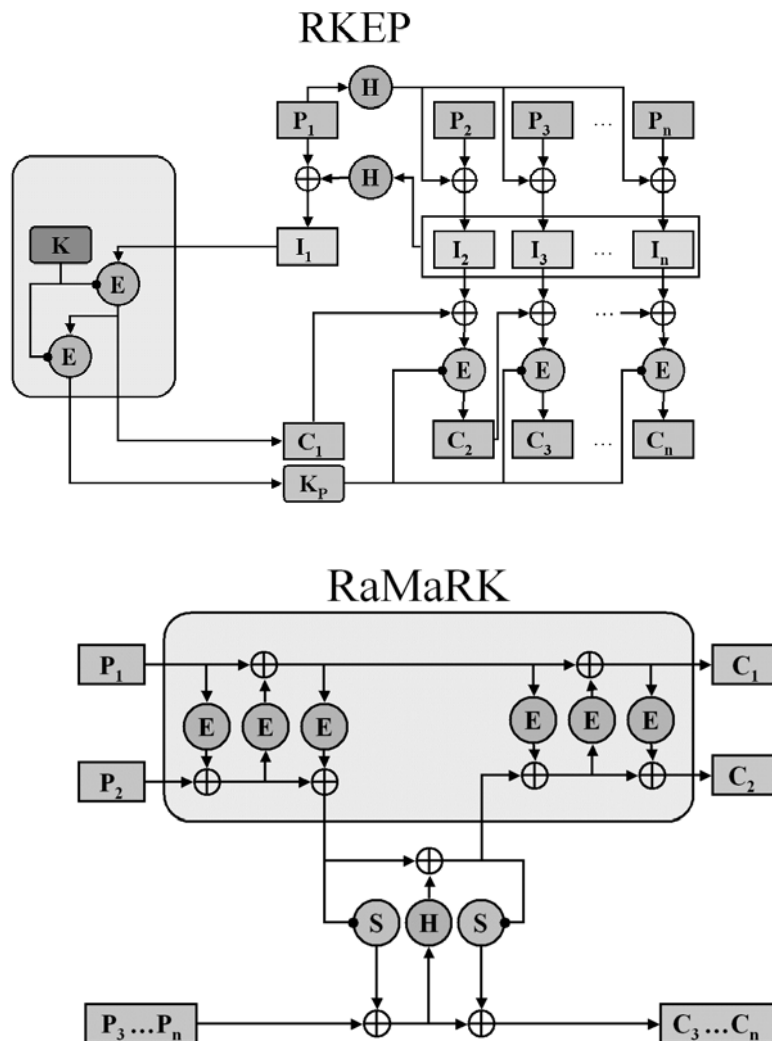 RKEP
H
P1 P2 P3 ... Pn
H
K I1 I2 I3 ... In
E
...
E E E E
C1 C2 C3 ... Cn
KP
RaMaRK
P1 C1
E E E E E E
P2 C2
S H S
P3 ...Pn C3 ...Cn